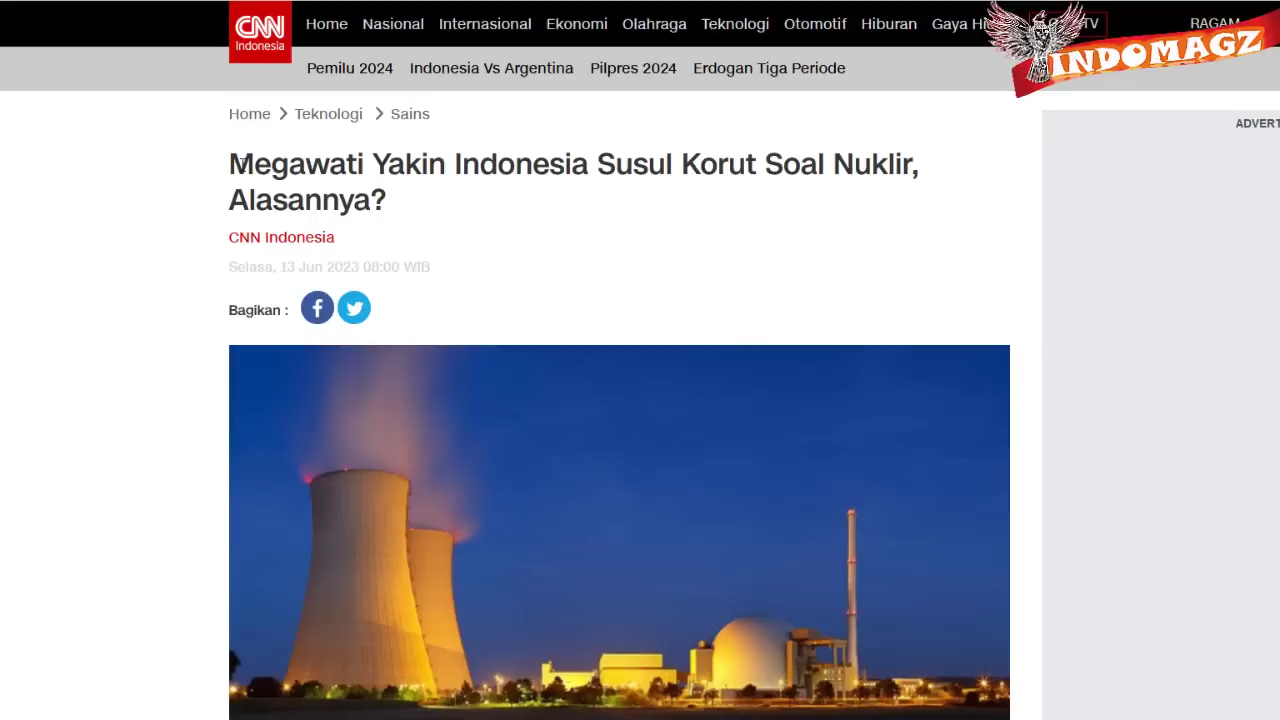 CNN
Indonesia
Home Nasional Internasional Ekonomi Olahraga Teknologi Otomotif Hiburan Gaya TV RAGAM
INDOMAGZ
Pemilu 2024 Indonesia Vs Argentina Pilpres 2024 Erdogan Tiga Periode
Home Teknologi Sains
Megawati Yakin Indonesia Susul Korut Soal Nuklir,
Alasannya?
CNN Indonesia
Selasa, 13 Jun 2023 08:00 WIB
Bagikan :
ADVERT